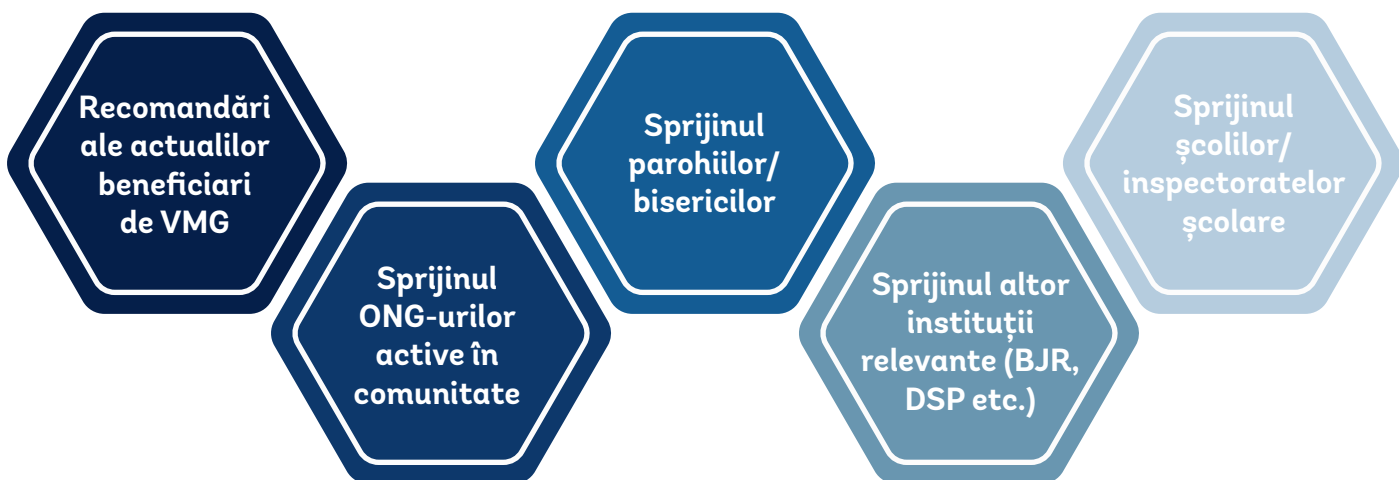 Recomandări
ale actualilor
beneficiari
de VMG
Sprijinul
ONG-urilor
active în
comunitate
Sprijinul
parohiilor/
bisericilor
Sprijinul altor
instituții
relevante (BJR,
DSP etc.)
Sprijinul
școlilor/
inspectoratelor
școlare